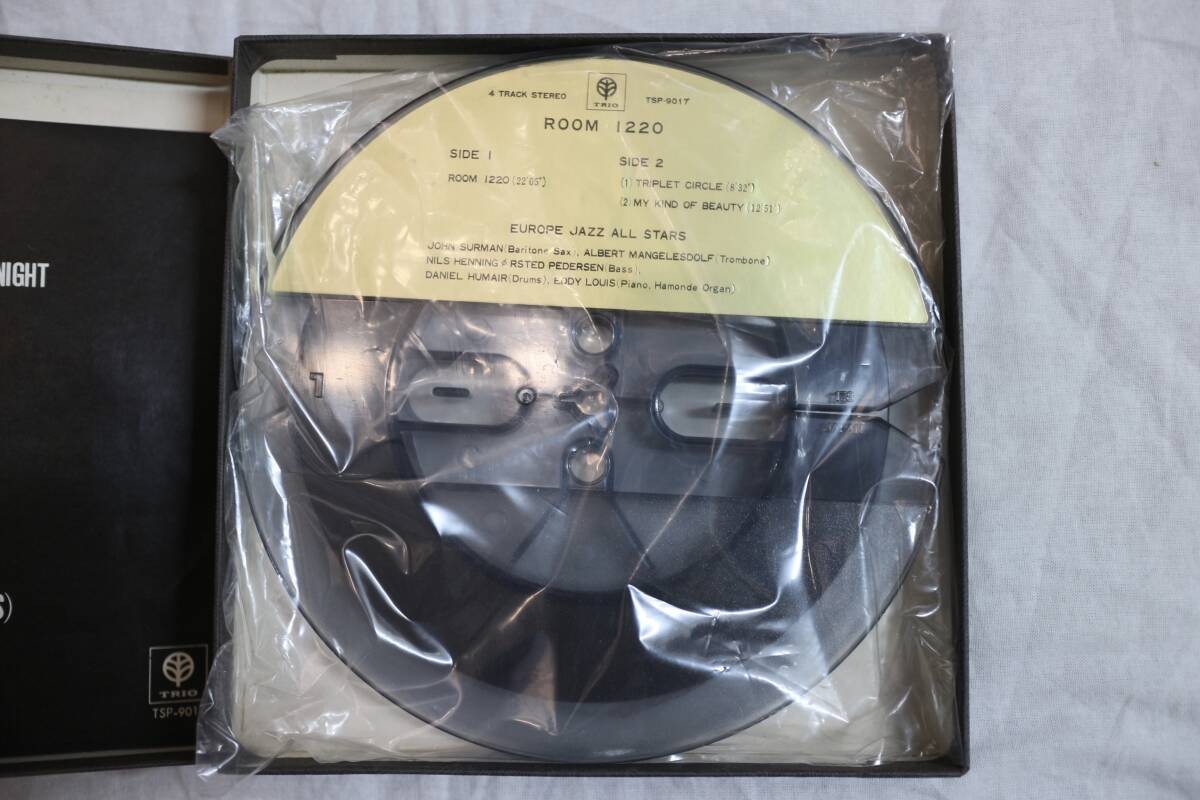 4 TRACK STEREO
TRIO
TSP-9017
ROOM 1220
SIDE 1
ROOM 1220 (22'05")
SIDE 2
(1) TRIPLET CIRCLE (8'32")
(2) MY KIND OF BEAUTY (12'51")
EUROPE JAZZ ALL STARS
JOHN SURMAN (Baritone Sax), ALBERT MANGELESDOLF (Trombone)
NILS HENNING ØRSTED PEDERSEN (Bass),
DANIEL HUMAIR (Drums), EDDY LOUIS (Piano, Hamonde Organ)
1
NIGHT
S)
TRIO
TSP-901